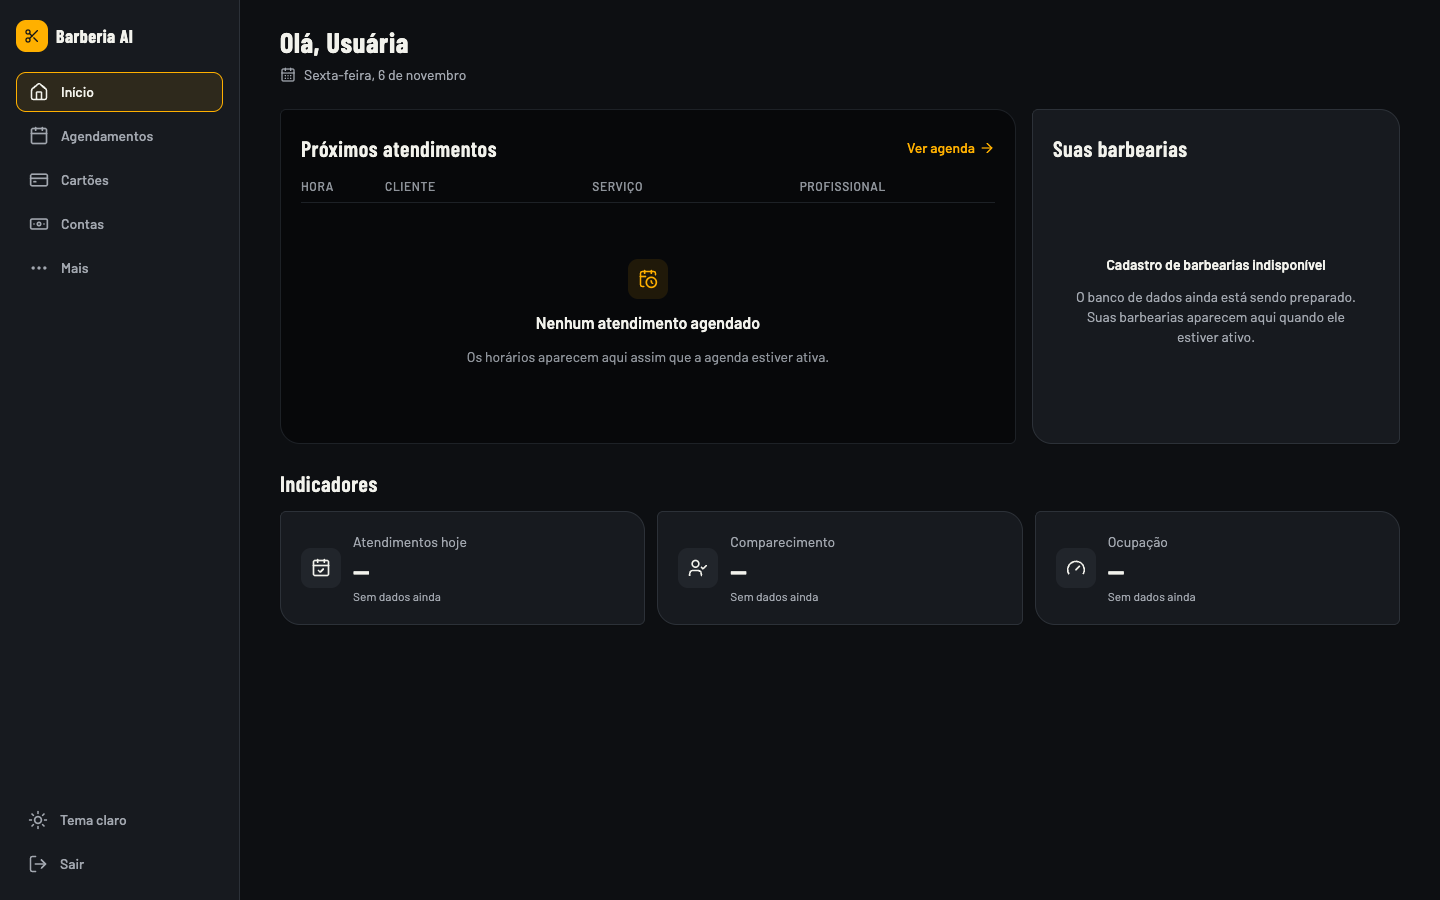 Barberia AI
Início
Agendamentos
Cartões
Contas
Mais
Tema claro
Sair
Olá, Usuária
Sexta-feira, 6 de novembro
Próximos atendimentos
Ver agenda
HORA CLIENTE SERVIÇO PROFISSIONAL
Nenhum atendimento agendado
Os horários aparecem aqui assim que a agenda estiver ativa.
Suas barbearias
Cadastro de barbearias indisponível
O banco de dados ainda está sendo preparado.
Suas barbearias aparecem aqui quando ele
estiver ativo.
Indicadores
Atendimentos hoje
—
Sem dados ainda
Comparecimento
—
Sem dados ainda
Ocupação
—
Sem dados ainda